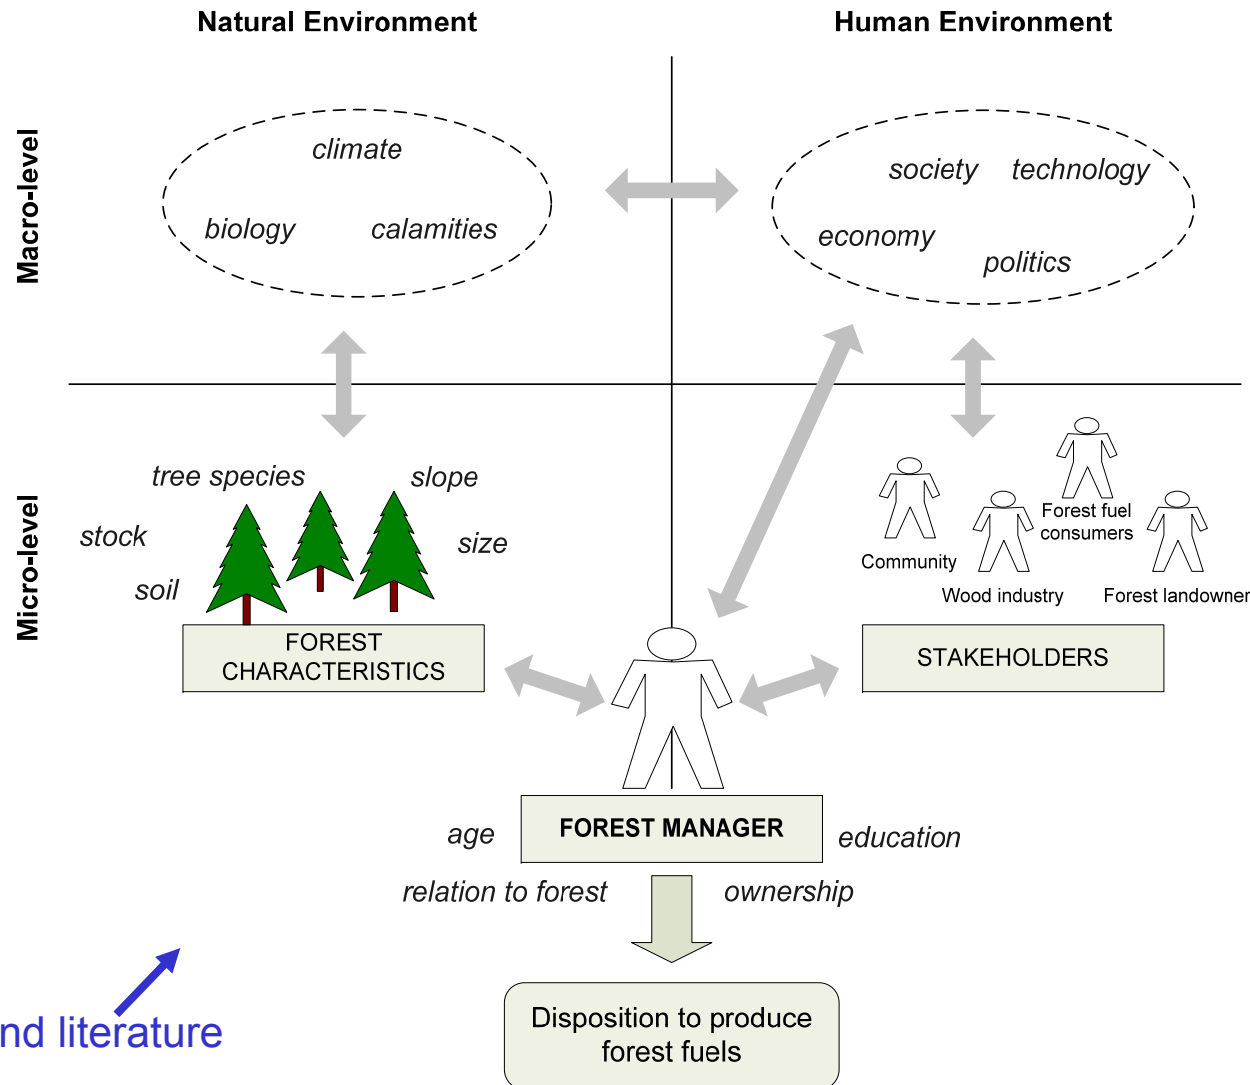 Natural Environment
Human Environment
Macro-level
climate
biology
calamities
society
technology
economy
politics
Micro-level
tree species
slope
stock
size
soil
FOREST
CHARACTERISTICS
Community
Wood industry
Forest fuel
consumers
Forest landowner
STAKEHOLDERS
FOREST MANAGER
age
education
relation to forest
ownership
Disposition to produce
forest fuels
nd literature